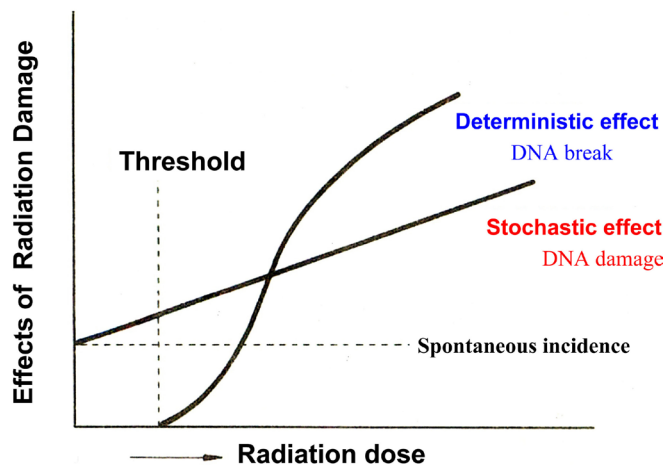 Effects of Radiation Damage
Threshold
Deterministic effect
DNA break
Stochastic effect
DNA damage
Spontaneous incidence
Radiation dose